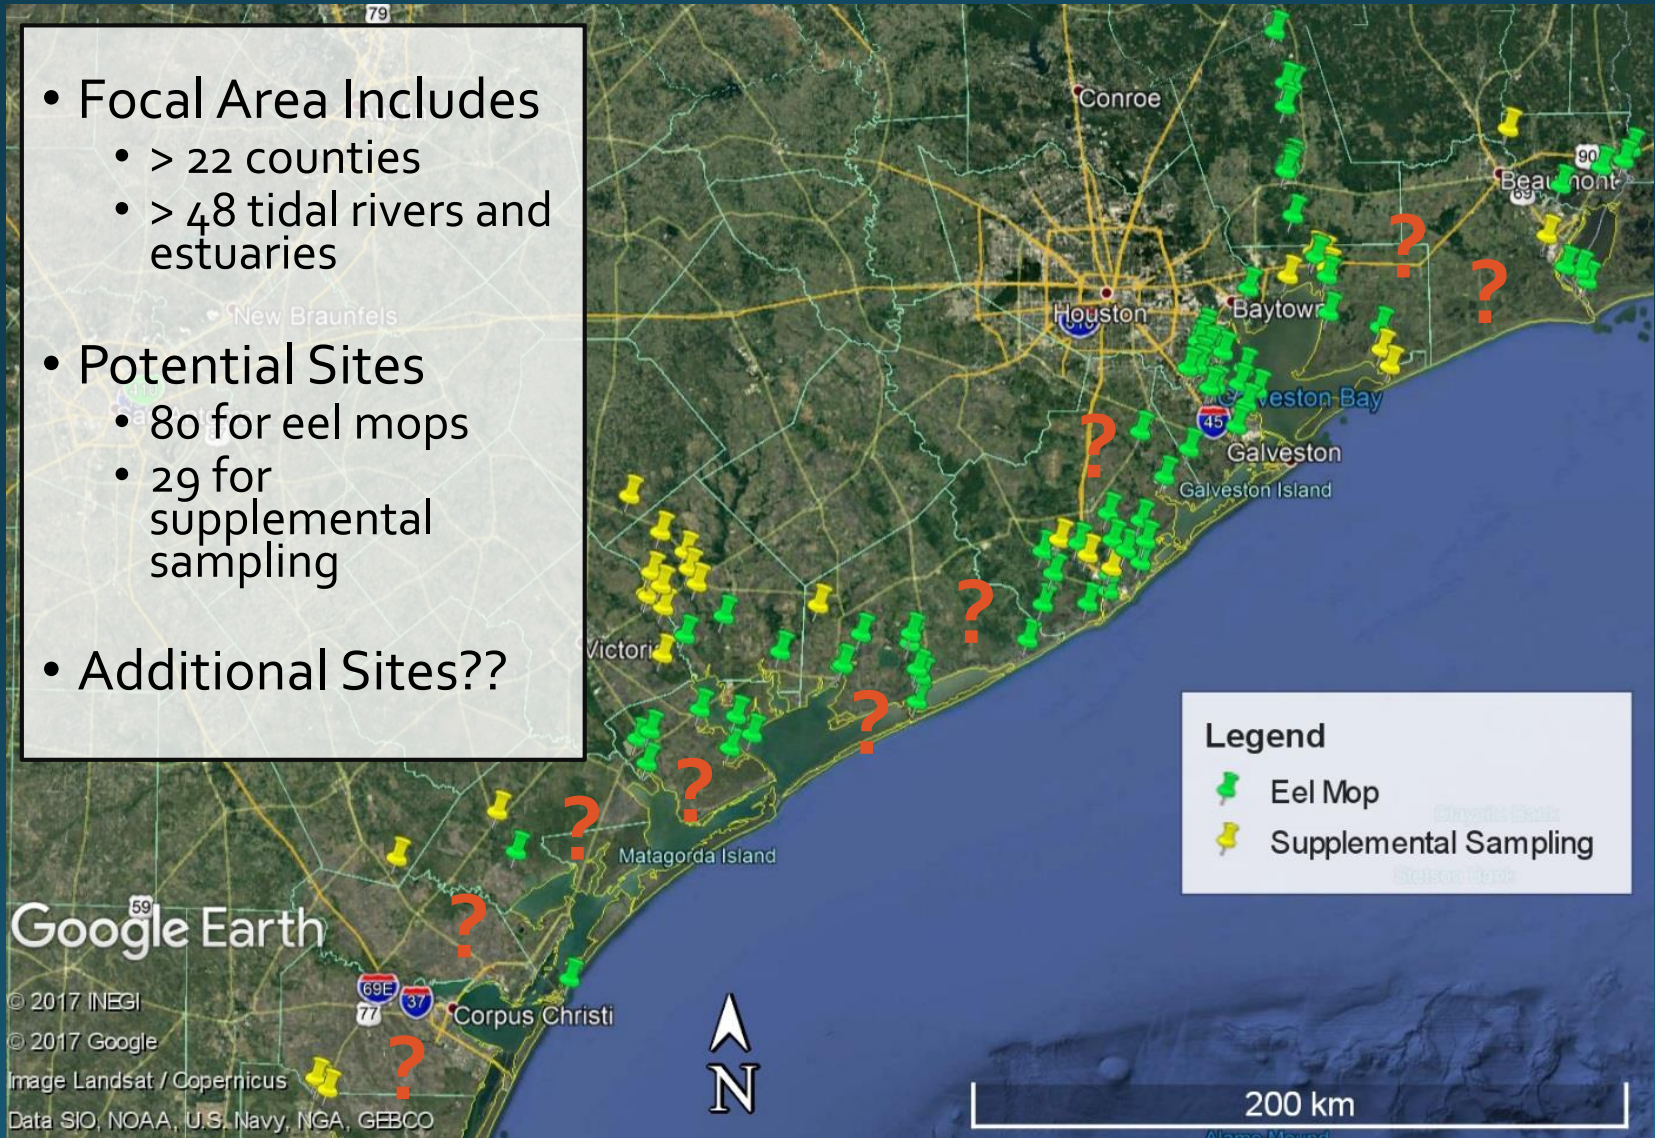 79
• Focal Area Includes
• > 22 counties
• > 48 tidal rivers and
estuaries
New Braunfels
• Potential Sites
• 80 for eel mops
• 29 for
supplemental
sampling
• Additional Sites??
Conroe
90
Beaumont
69
?
?
Houston
Baytown
Galveston Bay
45
?
Galveston
Galveston Island
?
Victoria
?
?
?
Matagorda Island
Legend
Eel Mop
Supplemental Sampling
?
59
Google Earth
69E
37
77
Corpus Christi
?
© 2017 INEGI
© 2017 Google
Image Landsat / Copernicus
Data SIO, NOAA, U.S. Navy, NGA, GEBCO
N
200 km